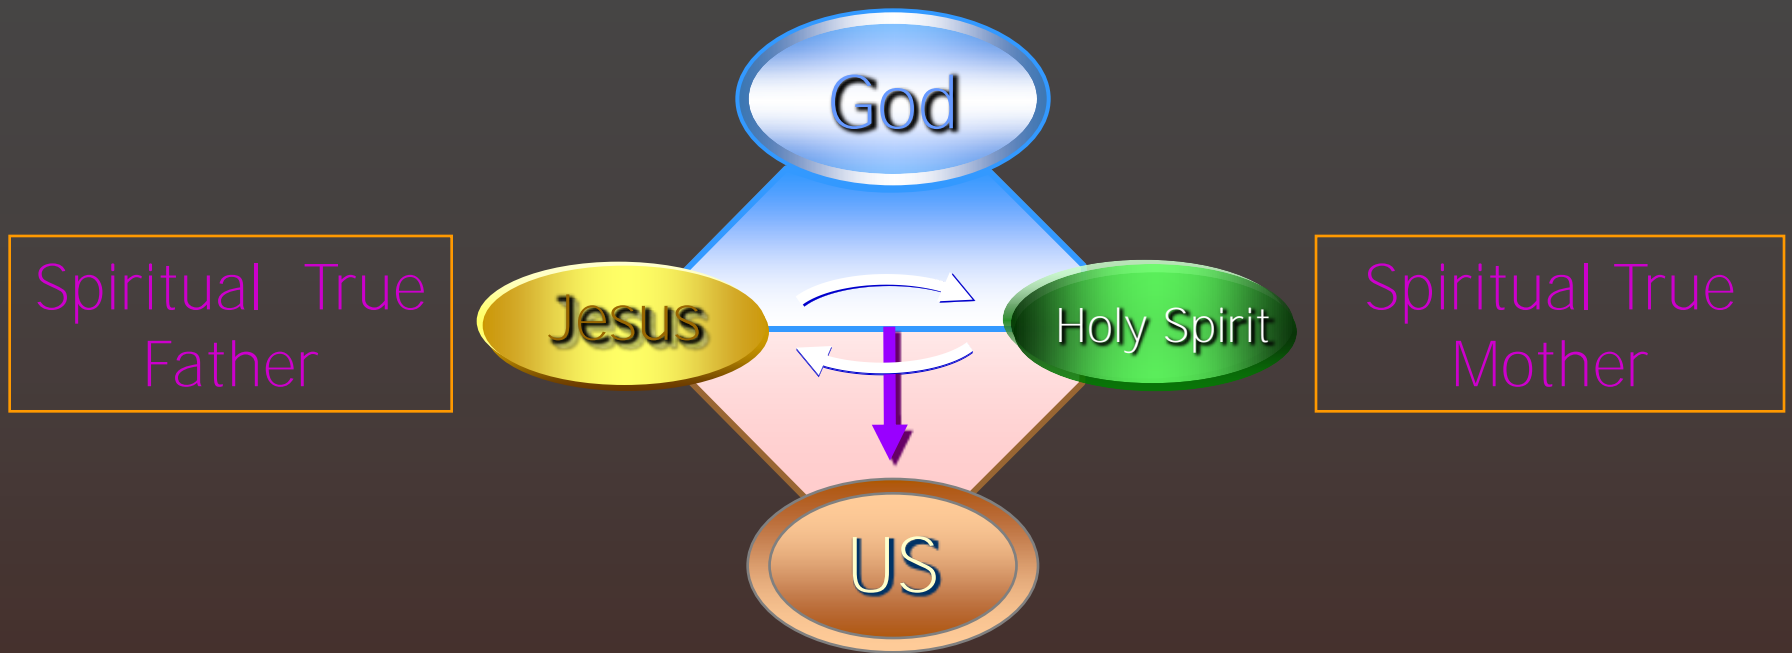 God
Spiritual True
Father
Jesus
Holy Spirit
Spiritual True
Mother
US